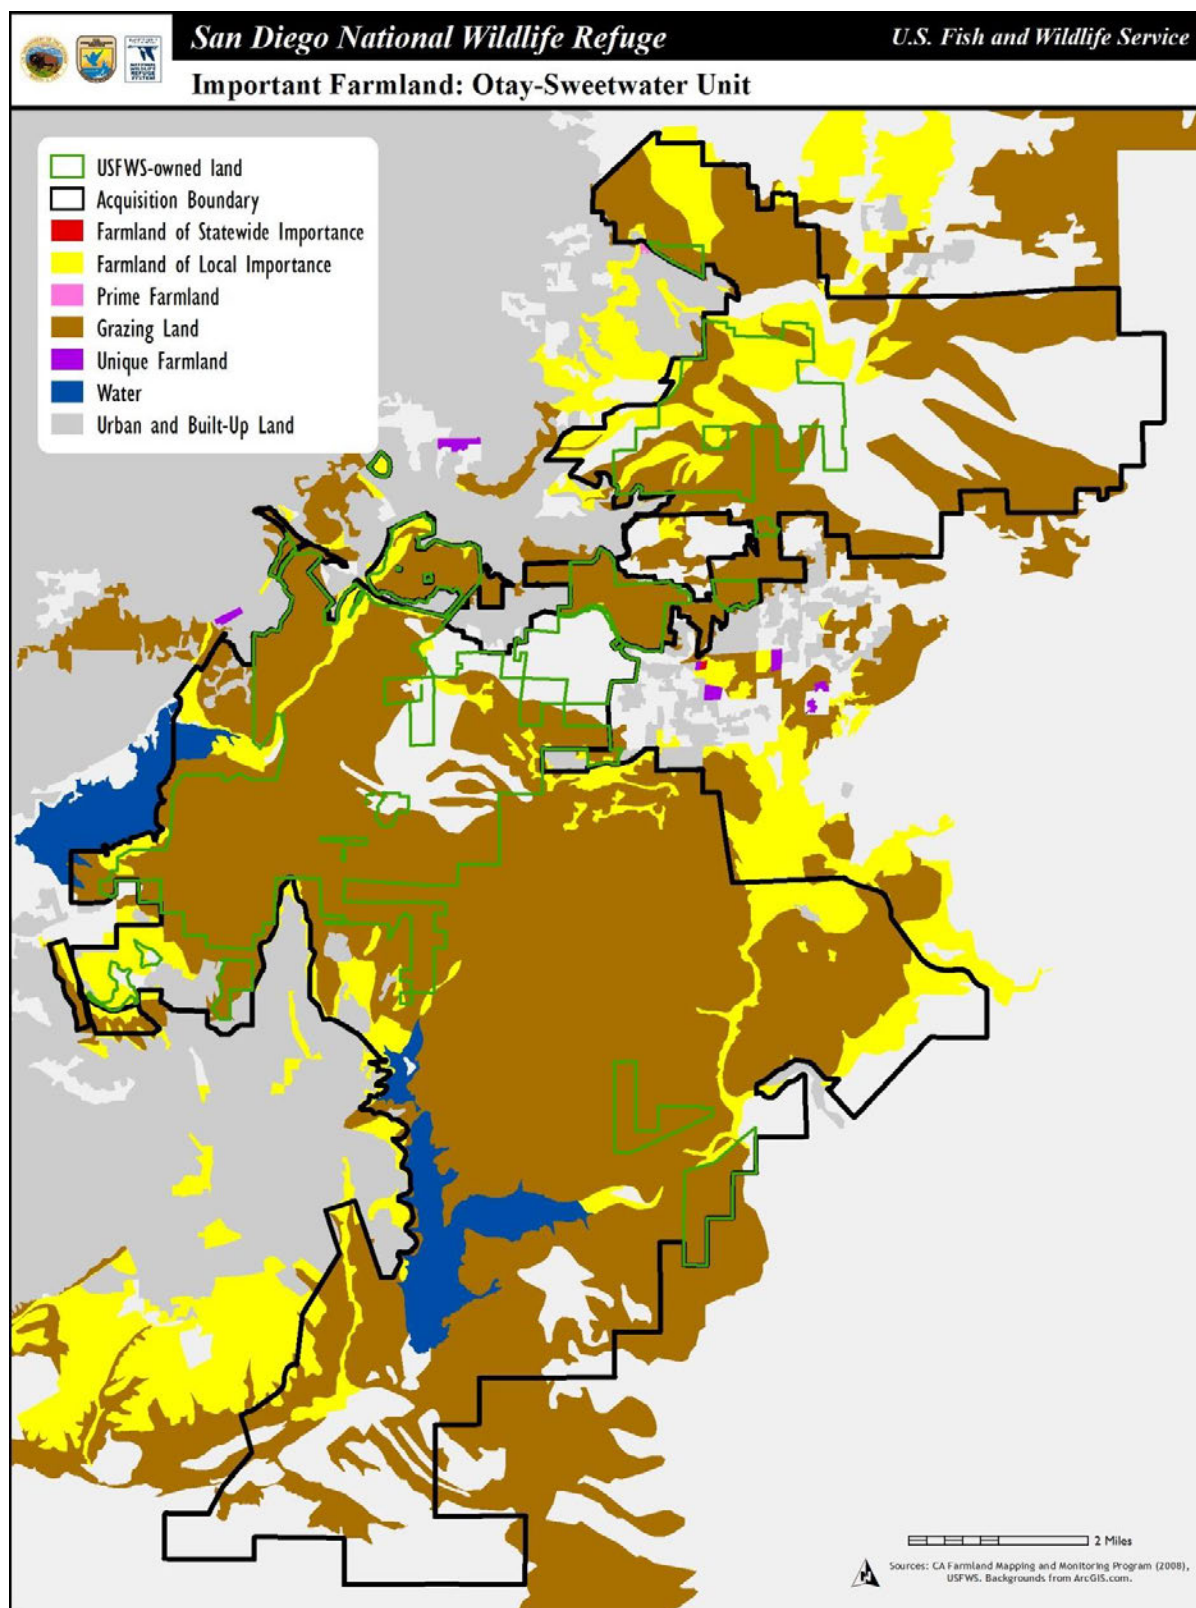 San Diego National Wildlife Refuge
U.S. Fish and Wildlife Service
Important Farmland: Otay-Sweetwater Unit
USFWS-owned land
Acquisition Boundary
Farmland of Statewide Importance
Farmland of Local Importance
Prime Farmland
Grazing Land
Unique Farmland
Water
Urban and Built-Up Land
2 Miles
Sources: CA Farmland Mapping and Monitoring Program (2008),
USFWS. Backgrounds from ArcGIS.com.